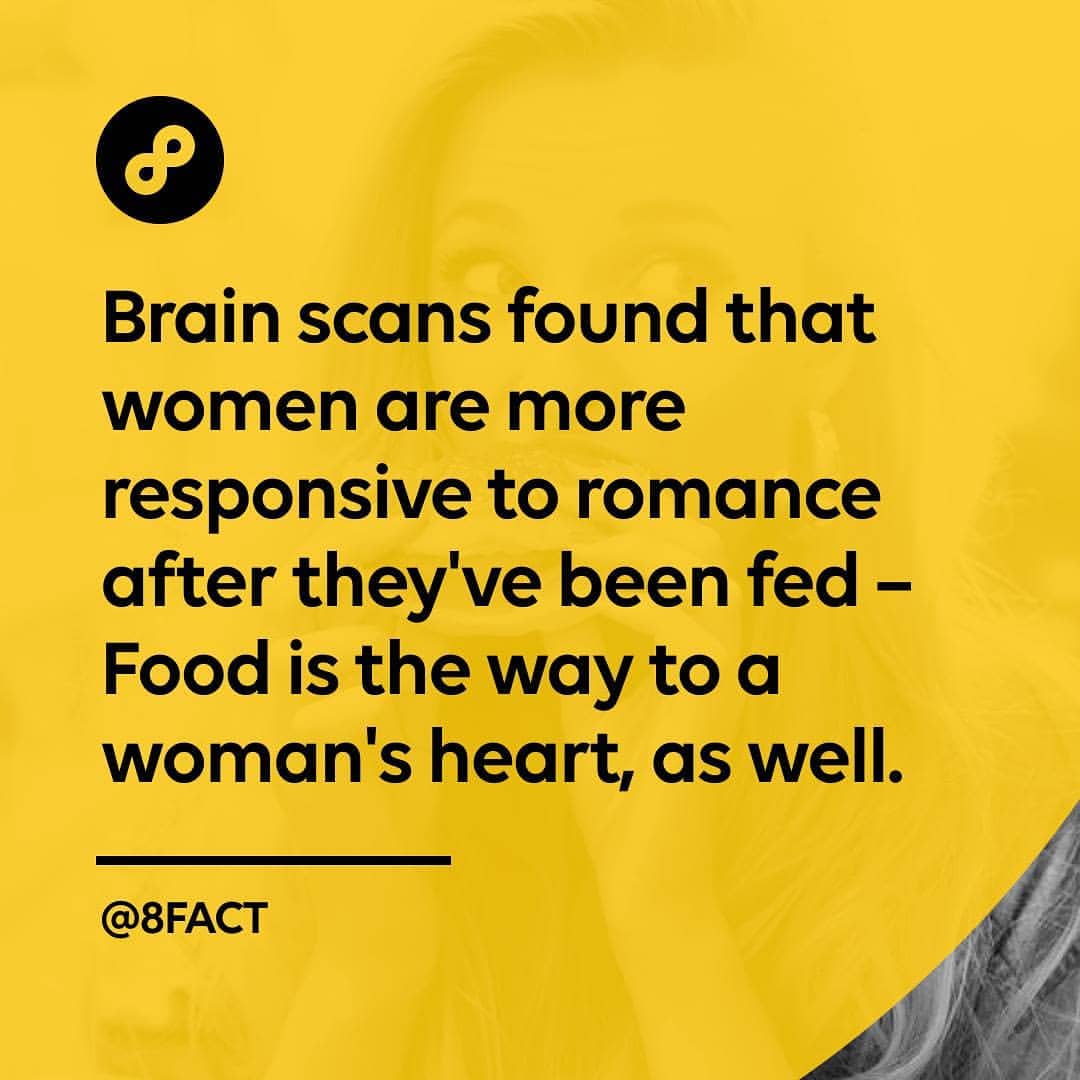 Brain scans found that
women are more
responsive to romance
after they've been fed –
Food is the way to a
woman's heart, as well.
@8FACT